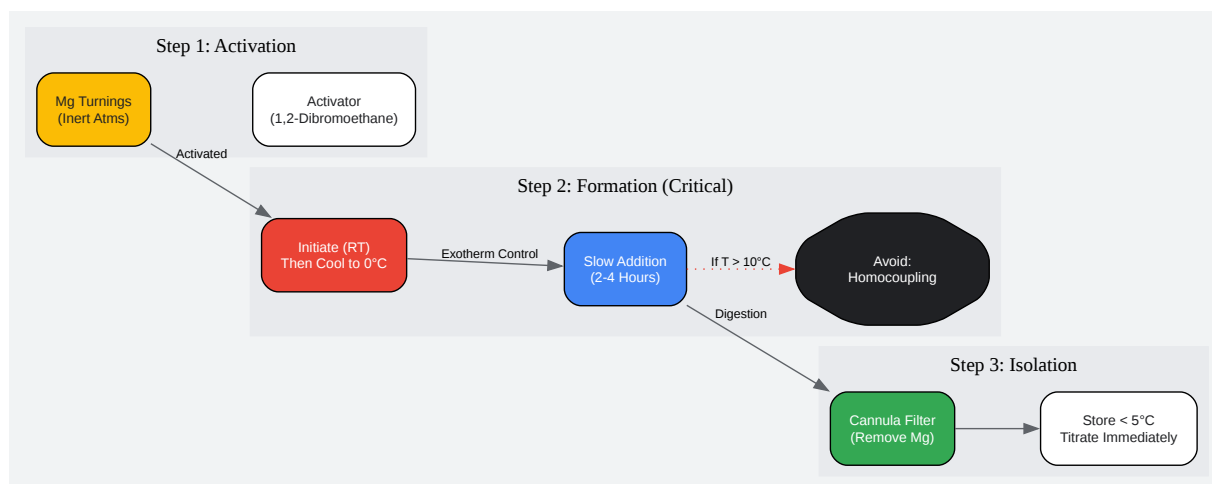 Step 1: Activation
Mg Turnings
(Inert Atms)
Activator
(1,2-Dibromoethane)
Activated
Step 2: Formation (Critical)
Initiate (RT)
Then Cool to 0°C
Exotherm Control
Slow Addition
(2-4 Hours)
If T > 10°C
Avoid:
Homocoupling
Digestion
Step 3: Isolation
Cannula Filter
(Remove Mg)
Store < 5°C
Titrate Immediately